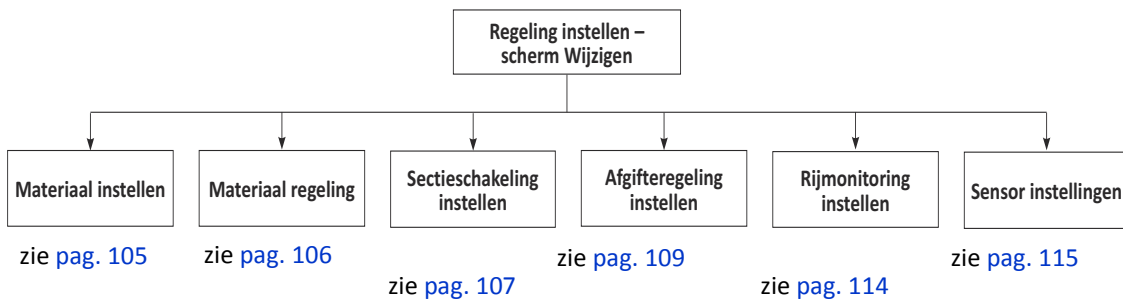 Regeling instellen –
scherm Wijzigen
Materiaal instellen
Materiaal regeling
Sectieschakeling
instellen
Afgifteregeling
instellen
Rijmonitoring
instellen
Sensor instellingen
zie pag. 105
zie pag. 106
zie pag. 107
zie pag. 109
zie pag. 114
zie pag. 115